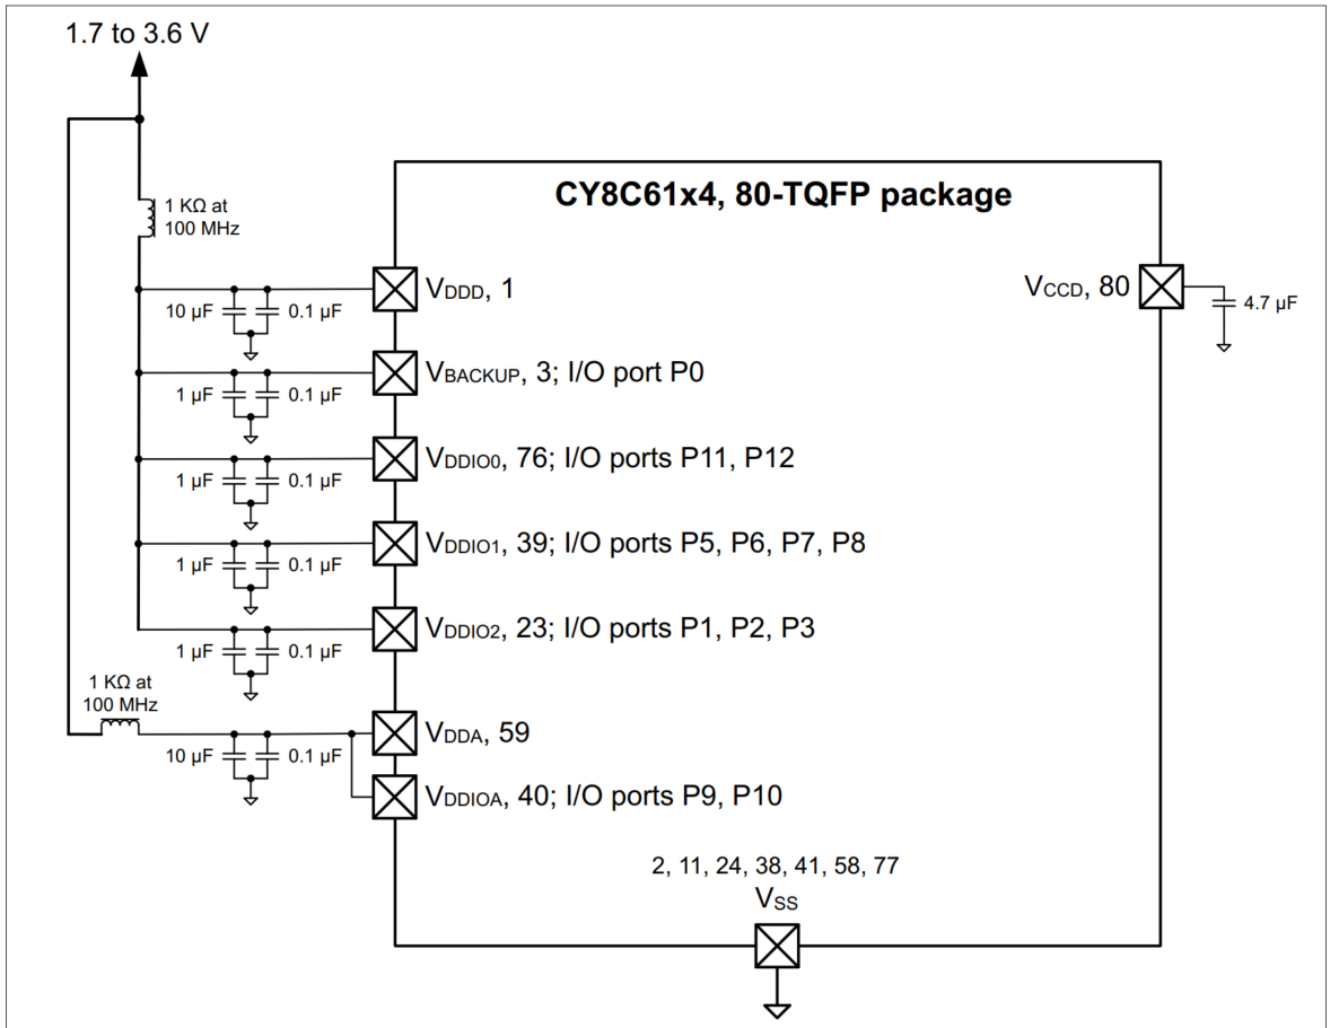 1.7 to 3.6 V
CY8C61x4, 80-TQFP package
1 KΩ at
100 MHz
VDDD, 1
VCCD, 80
10 µF
0.1 µF
4.7 µF
VBACKUP, 3; I/O port P0
1 µF
0.1 µF
VDDIO0, 76; I/O ports P11, P12
1 µF
0.1 µF
VDDIO1, 39; I/O ports P5, P6, P7, P8
1 µF
0.1 µF
VDDIO2, 23; I/O ports P1, P2, P3
1 µF
0.1 µF
1 KΩ at
100 MHz
VDDA, 59
10 µF
0.1 µF
VDDIOA, 40; I/O ports P9, P10
2, 11, 24, 38, 41, 58, 77
VSS